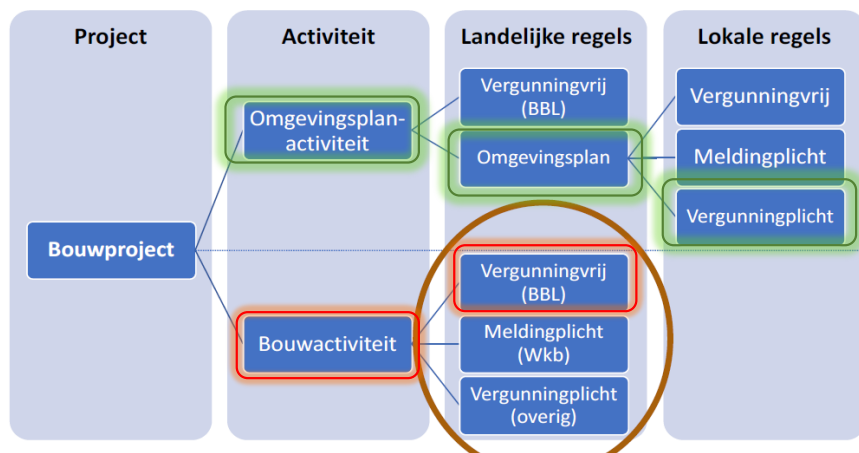 Project
Activiteit
Landelijke regels
Lokale regels
Bouwproject
Omgevingsplan-
activiteit
Bouwactiviteit
Vergunningvrij
(BBL)
Omgevingsplan
Vergunningvrij
(BBL)
Meldingplicht
(Wkb)
Vergunningplicht
(overig)
Vergunningvrij
Meldingplicht
Vergunningplicht